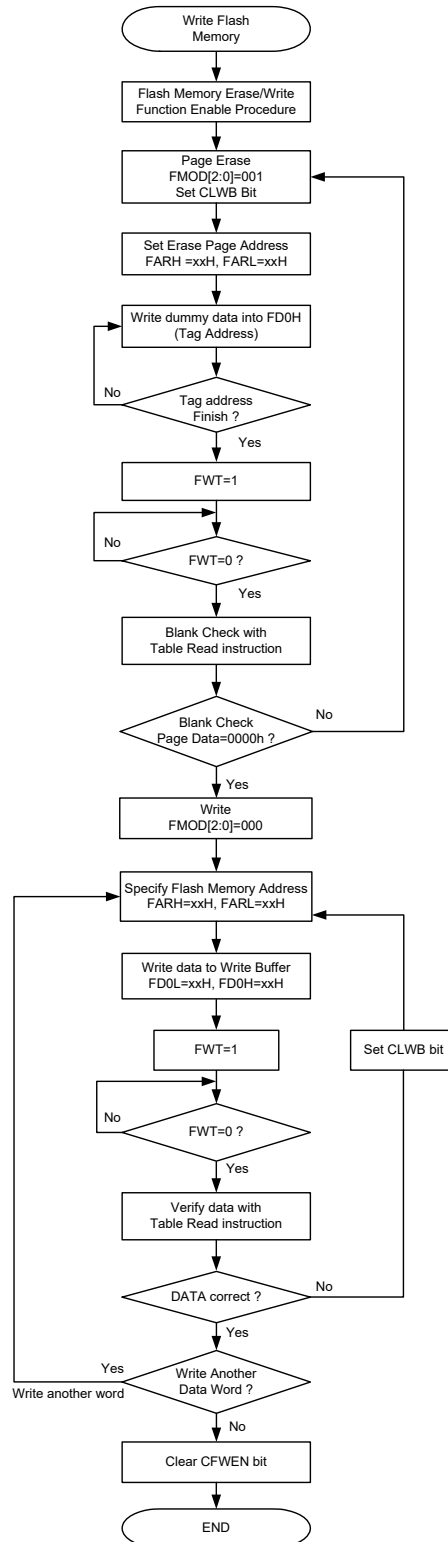 Write Flash
Memory
Flash Memory Erase/Write
Function Enable Procedure
Page Erase
FMOD[2:0]=001
Set CLWB Bit
Set Erase Page Address
FARH =xxH, FARL=xxH
Write dummy data into FD0H
(Tag Address)
No
Tag address
Finish ?
Yes
FWT=1
No
FWT=0 ?
Yes
Blank Check with
Table Read instruction
No
Blank Check
Page Data=0000h ?
Yes
Write
FMOD[2:0]=000
Specify Flash Memory Address
FARH=xxH, FARL=xxH
Write data to Write Buffer
FD0L=xxH, FD0H=xxH
FWT=1
Set CLWB bit
No
FWT=0 ?
Yes
Verify data with
Table Read instruction
No
DATA correct ?
Yes
Yes
Write another word
Write Another
Data Word ?
No
Clear CFWEN bit
END